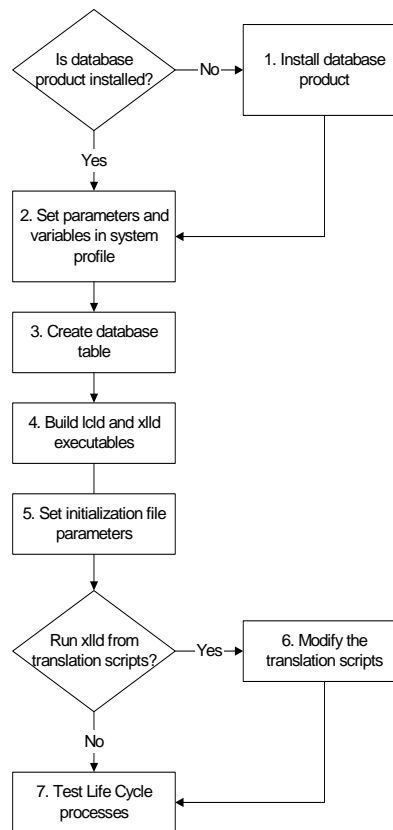 Is database
product installed?
No
1. Install database
product
Yes
2. Set parameters and
variables in system
profile
3. Create database
table
4. Build lcld and xlld
executables
5. Set initialization file
parameters
Run xlld from
translation scripts?
Yes
6. Modify the
translation scripts
No
7. Test Life Cycle
processes